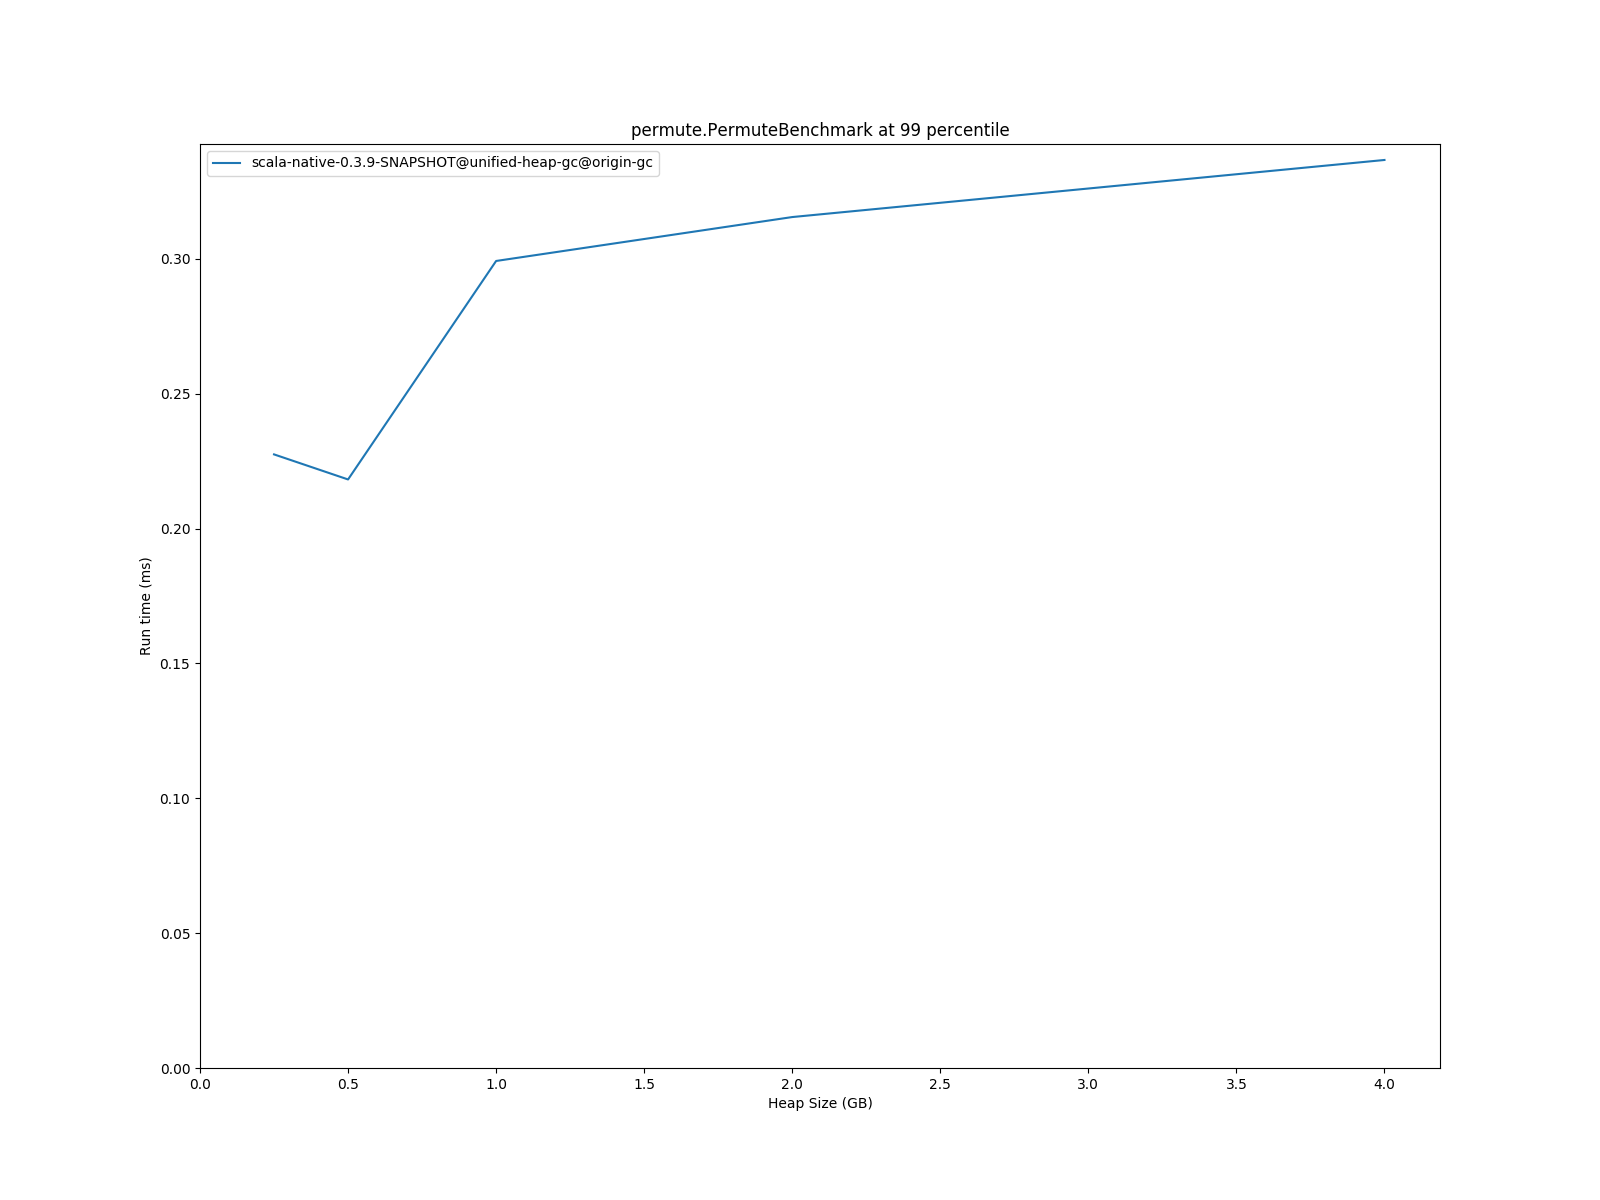 permute.PermuteBenchmark at 99 percentile
scala-native-0.3.9-SNAPSHOT@unified-heap-gc@origin-gc
0.30
0.25
0.20
0.15
0.10
0.05
0.00
Run time (ms)
0.0 0.5 1.0 1.5 2.0 2.5 3.0 3.5 4.0
Heap Size (GB)